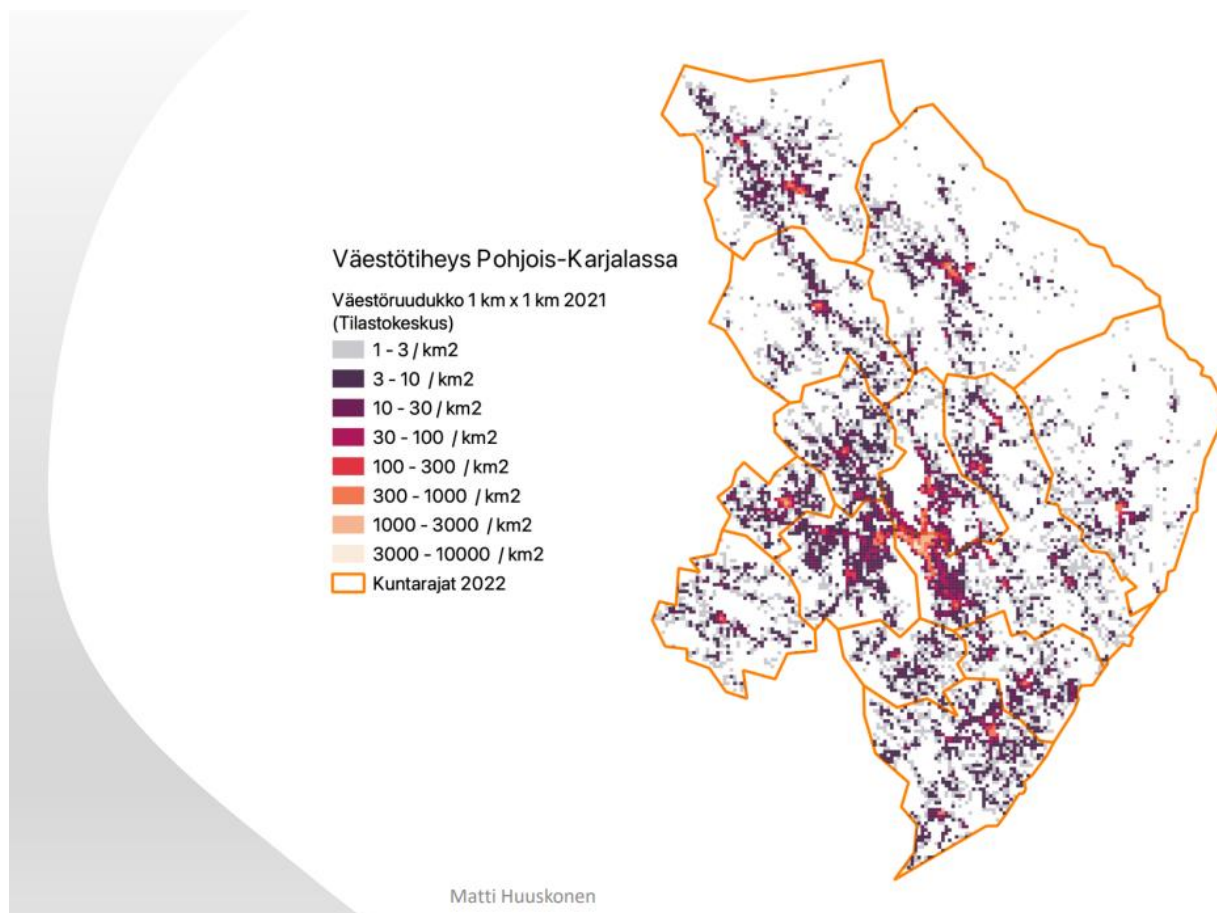 Väestötiheys Pohjois-Karjalassa
Väestöruudukko 1 km x 1 km 2021
(Tilastokeskus)
1 - 3 / km2
3 - 10 / km2
10 - 30 / km2
30 - 100 / km2
100 - 300 / km2
300 - 1000 / km2
1000 - 3000 / km2
3000 - 10000 / km2
Kuntarajat 2022
Matti Huuskonen